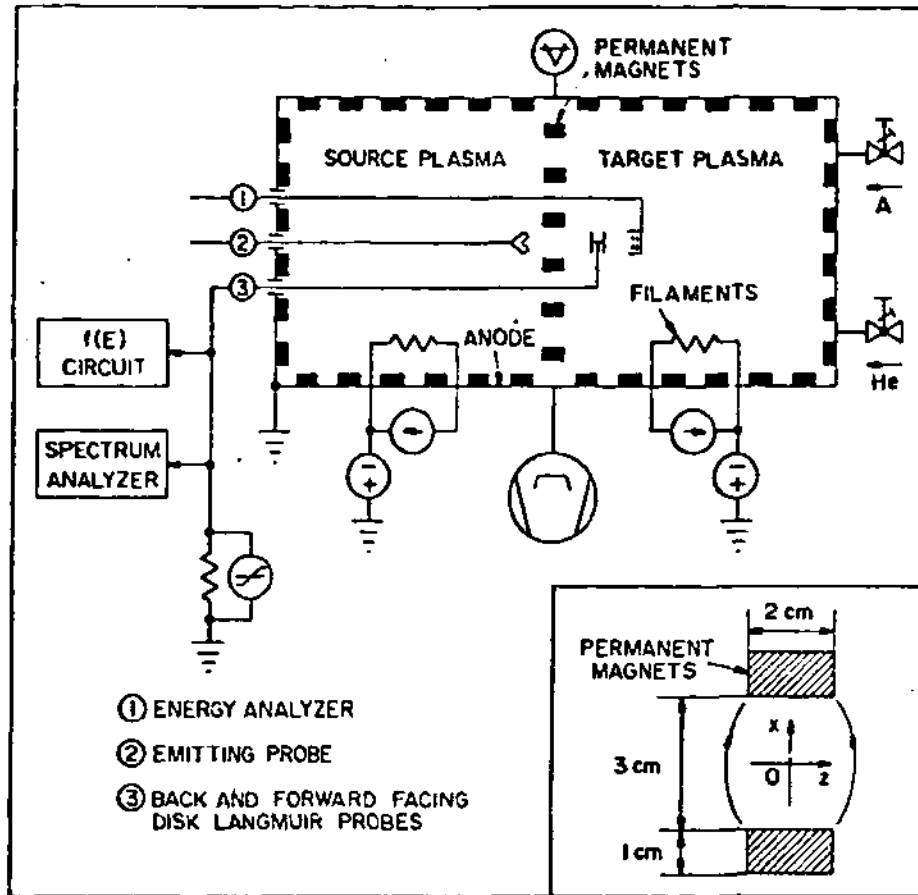 PERMANENT
MAGNETS
SOURCE PLASMA
TARGET PLASMA
A
1
2
3
FILAMENTS
ANODE
He
f(E)
CIRCUIT
SPECTRUM
ANALYZER
− +
− +
2 cm
PERMANENT
MAGNETS
x
O z
3 cm
1 cm
1 ENERGY ANALYZER
2 EMITTING PROBE
3 BACK AND FORWARD FACING
DISK LANGMUIR PROBES